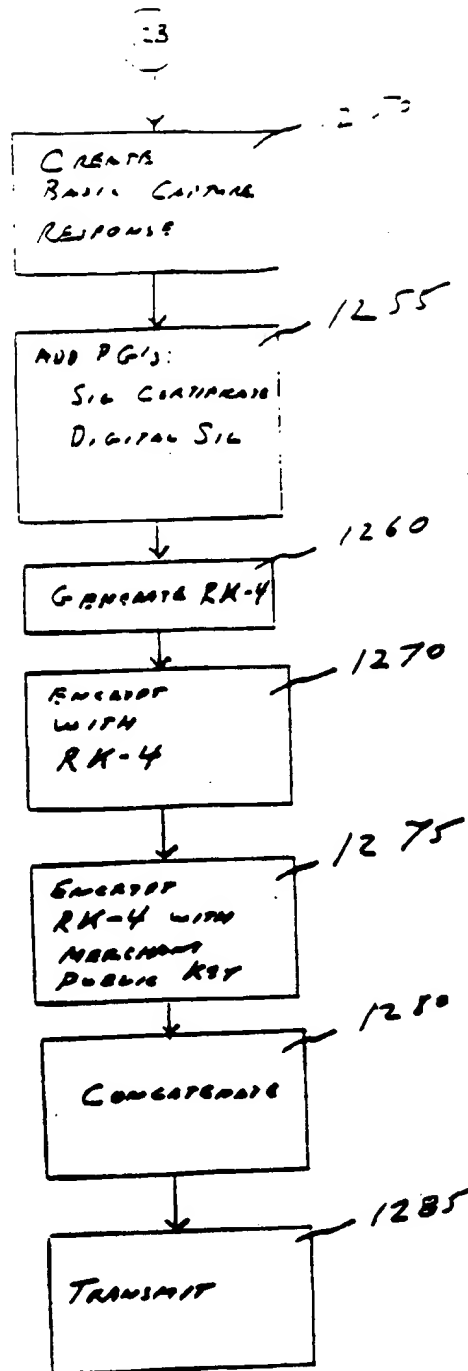 CREATE
BASIC CAPTURE
RESPONSE
1255
ADD PG'S:
SIG CERTIFICATE
DIGITAL SIG
1260
GENERATE RK-4
1270
ENCRYPT
WITH
RK-4
1275
ENCRYPT
RK-4 WITH
MERCHANT
PUBLIC KEY
1280
CONCATENATE
1285
TRANSMIT